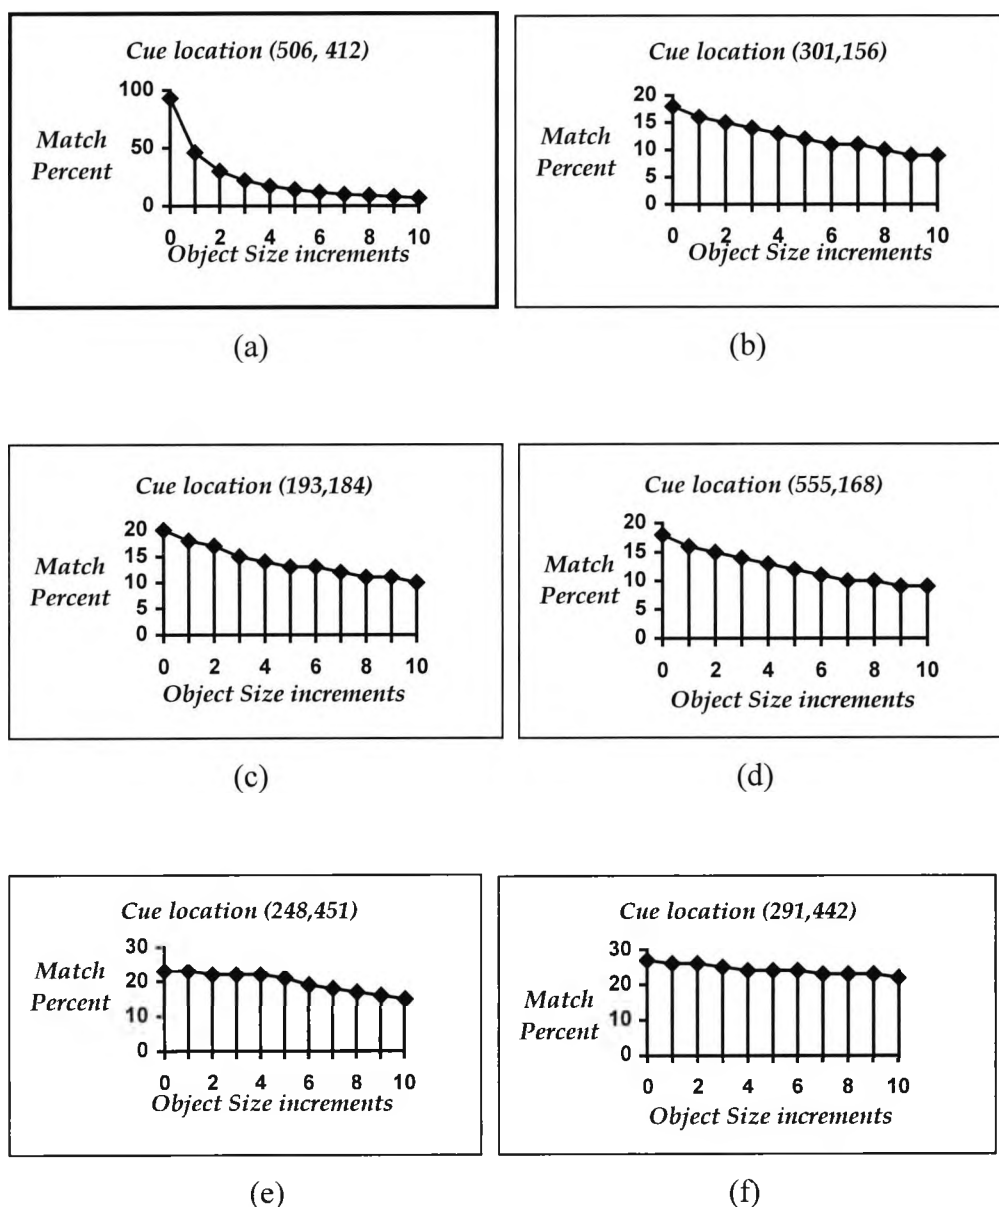 Cue location (506, 412)
100
50
0
Match
Percent
0 2 4 6 8 10
Object Size increments
(a)
Cue location (301,156)
20
15
10
5
0
Match
Percent
0 2 4 6 8 10
Object Size increments
(b)
Cue location (193,184)
20
15
10
5
0
Match
Percent
0 2 4 6 8 10
Object Size increments
(c)
Cue location (555,168)
20
15
10
5
0
Match
Percent
0 2 4 6 8 10
Object Size increments
(d)
Cue location (248,451)
30
20
10
0
Match
Percent
0 2 4 6 8 10
Object Size increments
(e)
Cue location (291,442)
30
20
10
0
Match
Percent
0 2 4 6 8 10
Object Size increments
(f)